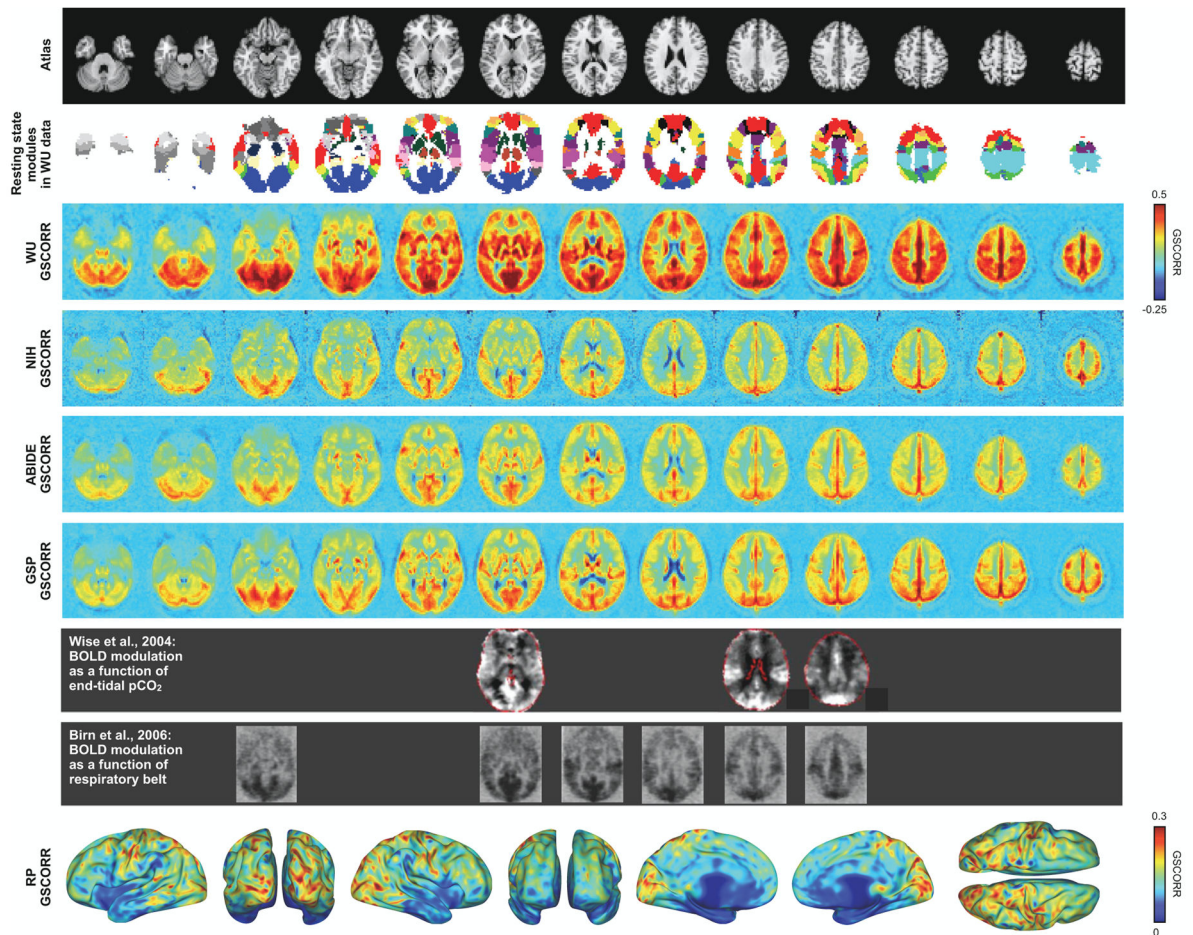 Atlas
Resting state
modules
in WU data
0.5
GSCORR
-0.25
WU
GSCORR
NIH
GSCORR
ABIDE
GSCORR
GSP
GSCORR
Wise et al., 2004:
BOLD modulation
as a function of
end-tidal pCO₂
Birn et al., 2006:
BOLD modulation
as a function of
respiratory belt
RP
GSCORR
0.3
GSCORR
0